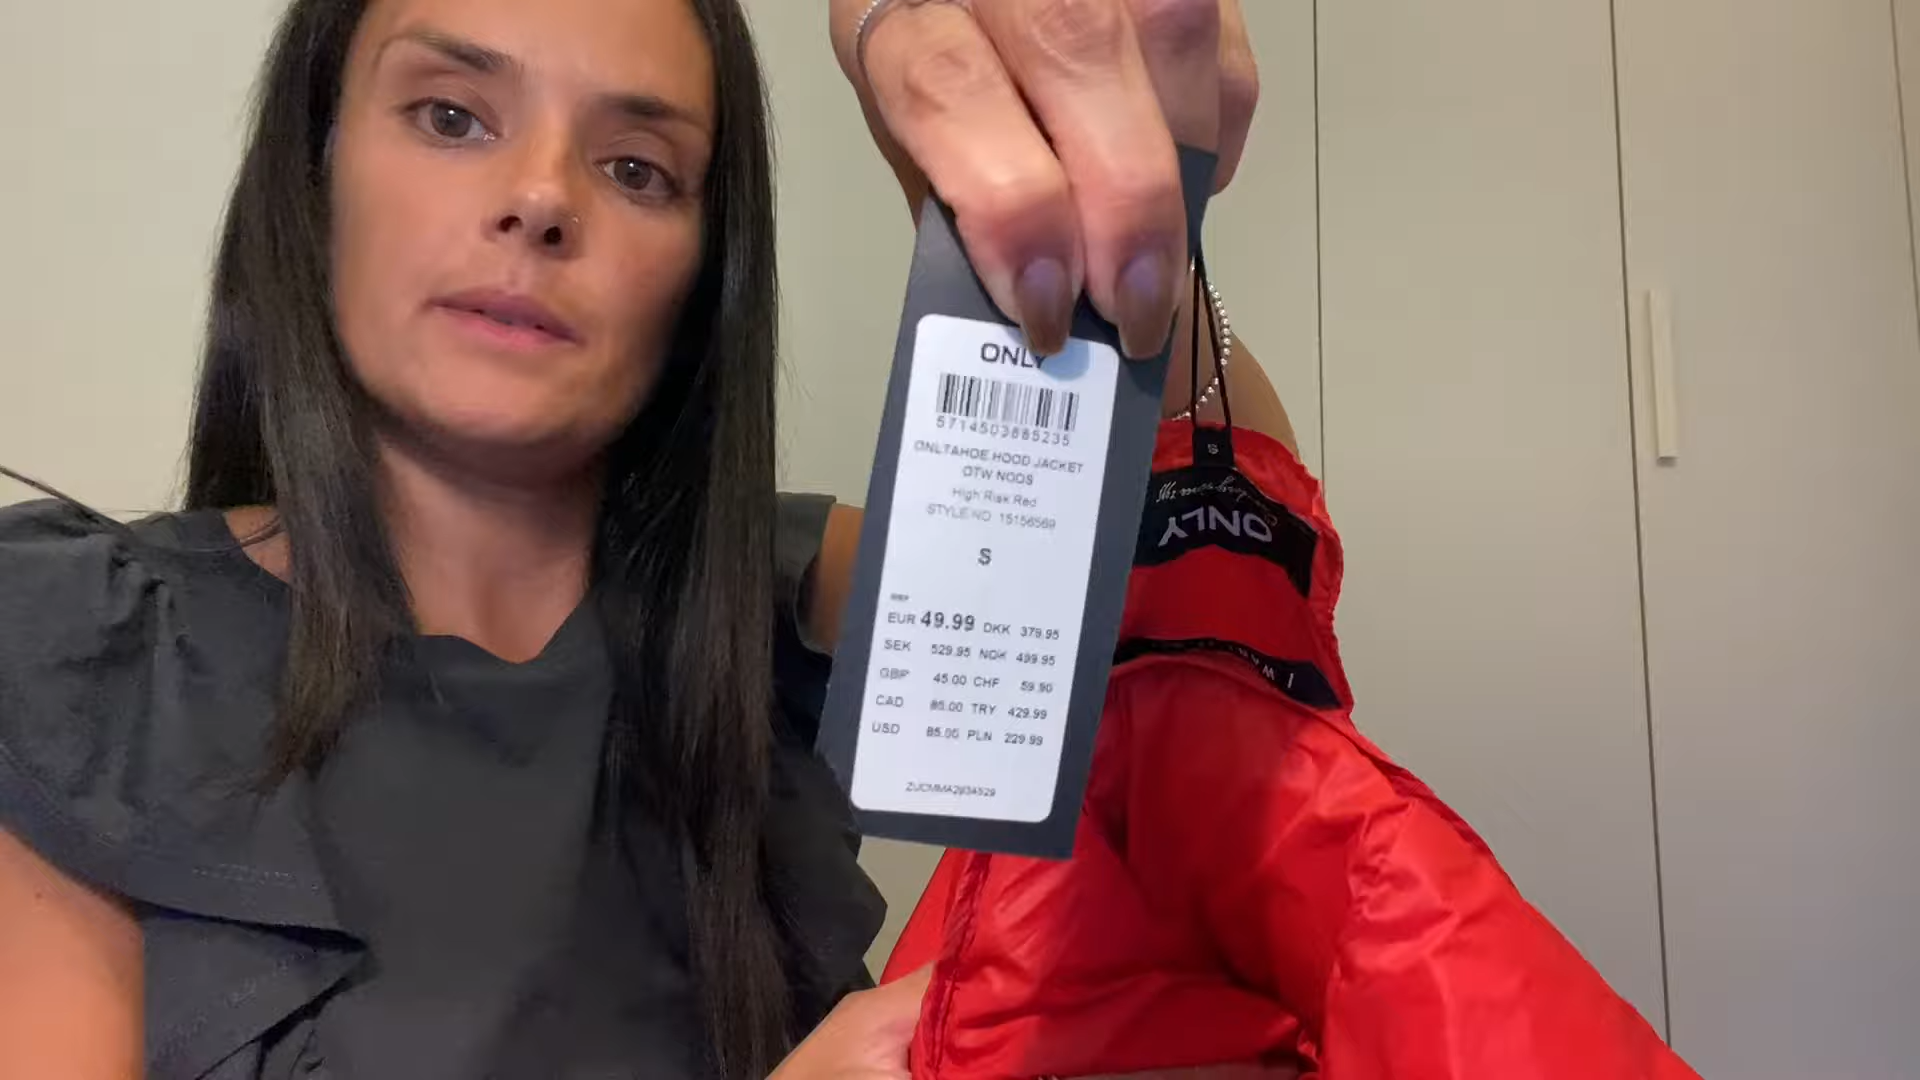 ONLY
5714503885235
ONLTAHOE HOOD JACKET
OTW NOOS
High Risk Red
STYLE NO 15156569
S
RRP
EUR 49.99 DKK 379.95
SEK 529.95 NOK 499.95
GBP 45.00 CHF 59.90
CAD 85.00 TRY 429.99
USD 85.00 PLN 229.99
S
ONLY
I WANT